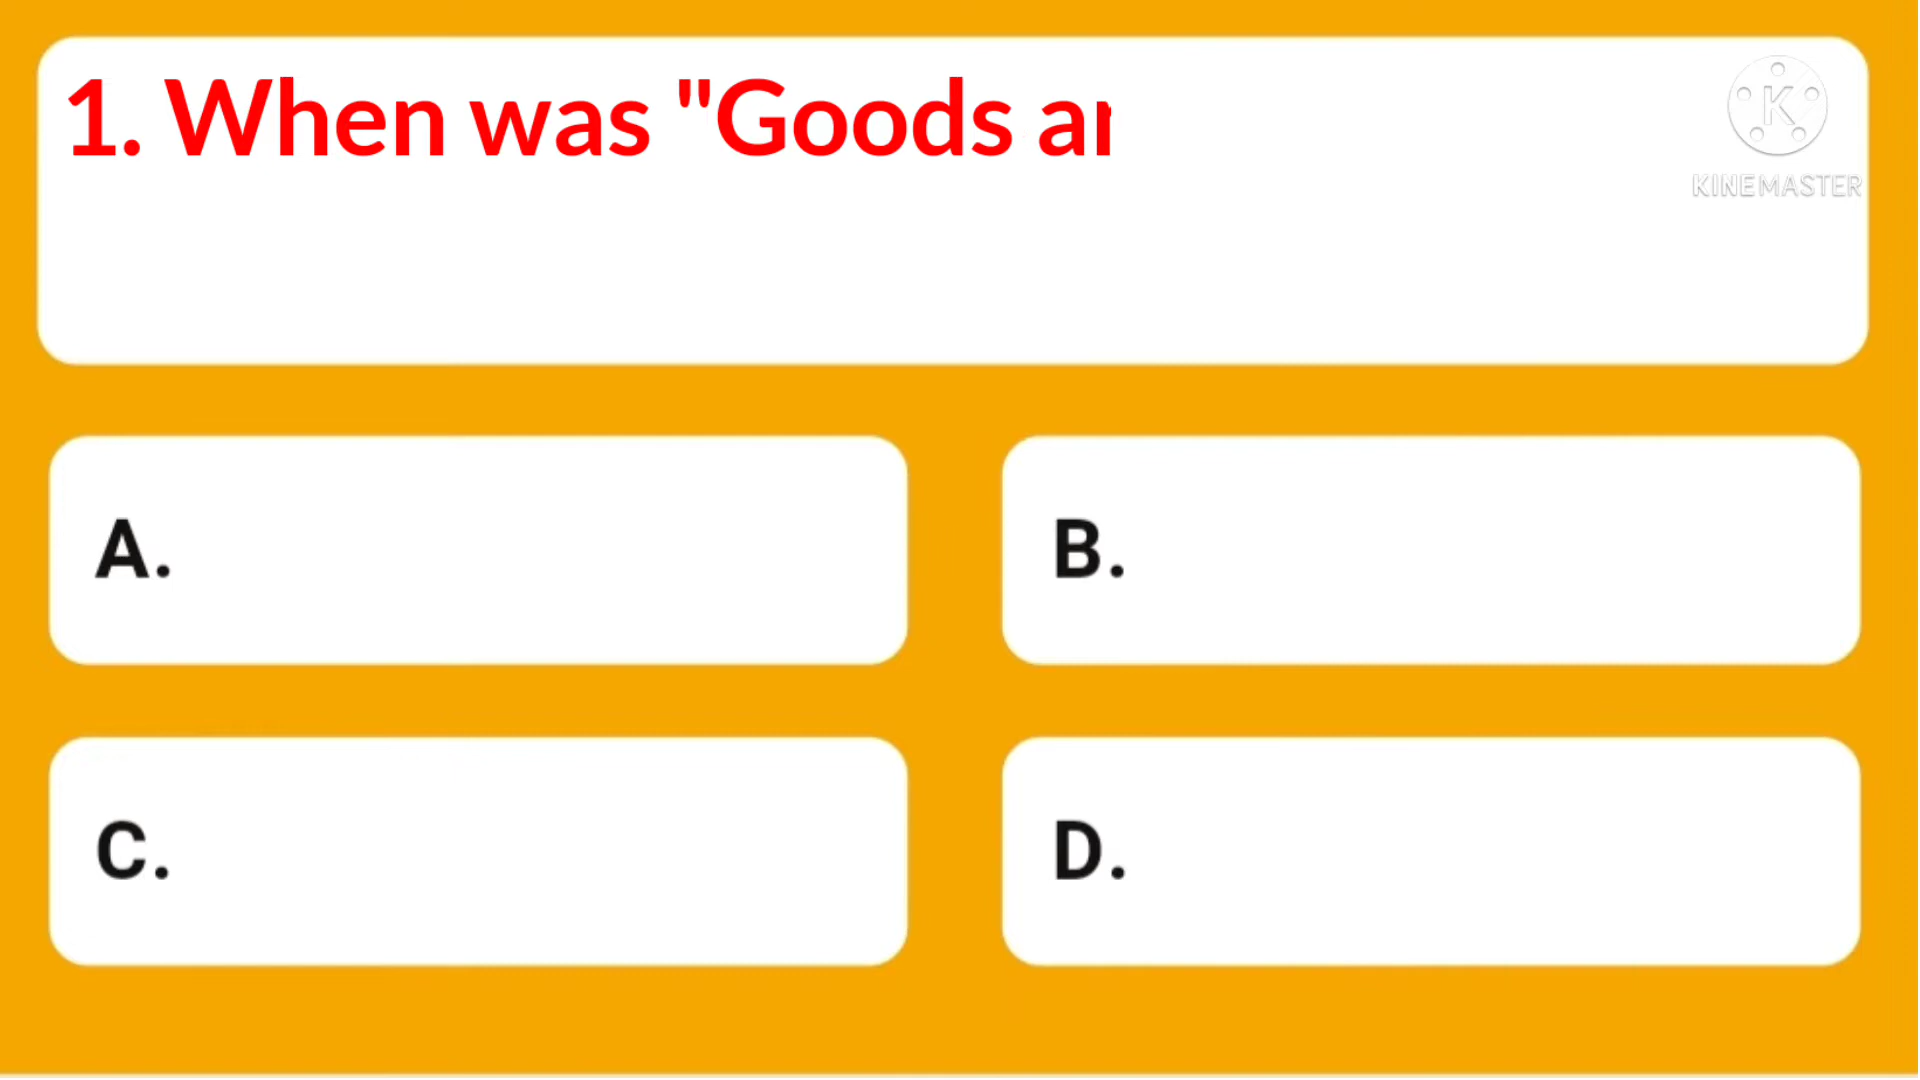 1. When was "Goods
KINEMASTER
A.
B.
C.
D.